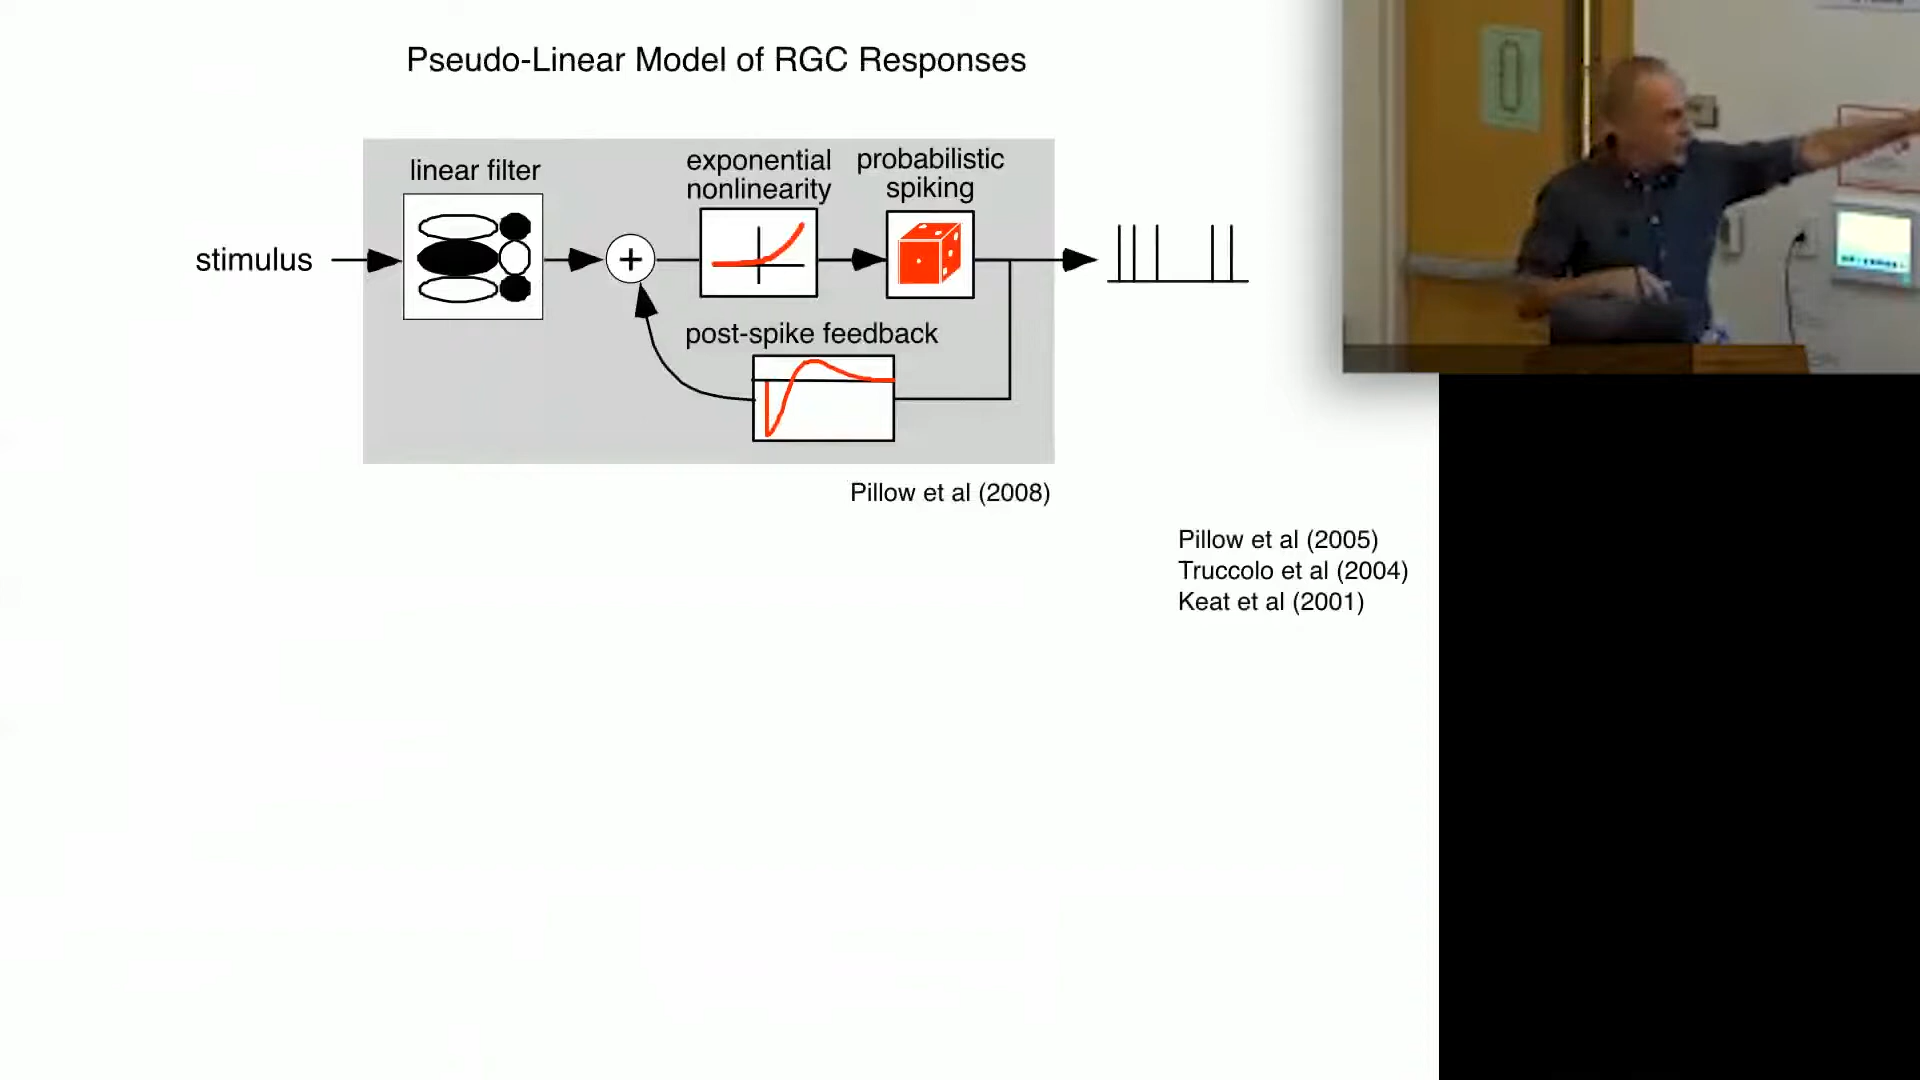 Pseudo-Linear Model of RGC Responses
linear filter
exponential
nonlinearity
probabilistic
spiking
stimulus
+
post-spike feedback
Pillow et al (2008)
Pillow et al (2005)
Truccolo et al (2004)
Keat et al (2001)